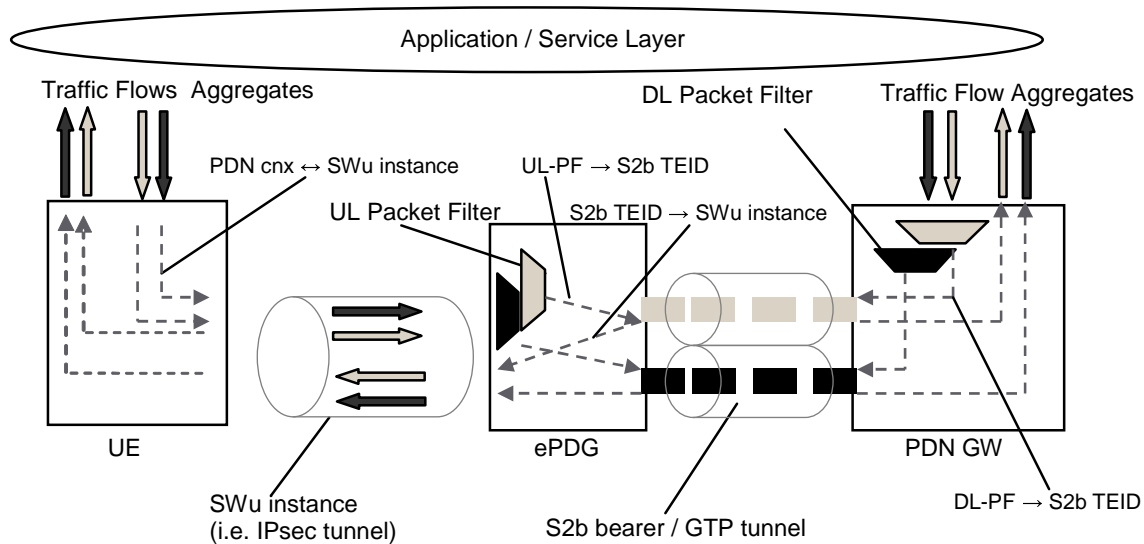 Application / Service Layer
Traffic Flows Aggregates
DL Packet Filter
Traffic Flow Aggregates
PDN cnx ↔ SWu instance
UL-PF → S2b TEID
UL Packet Filter
S2b TEID → SWu instance
UE
ePDG
PDN GW
SWu instance
(i.e. IPsec tunnel)
S2b bearer / GTP tunnel
DL-PF → S2b TEID